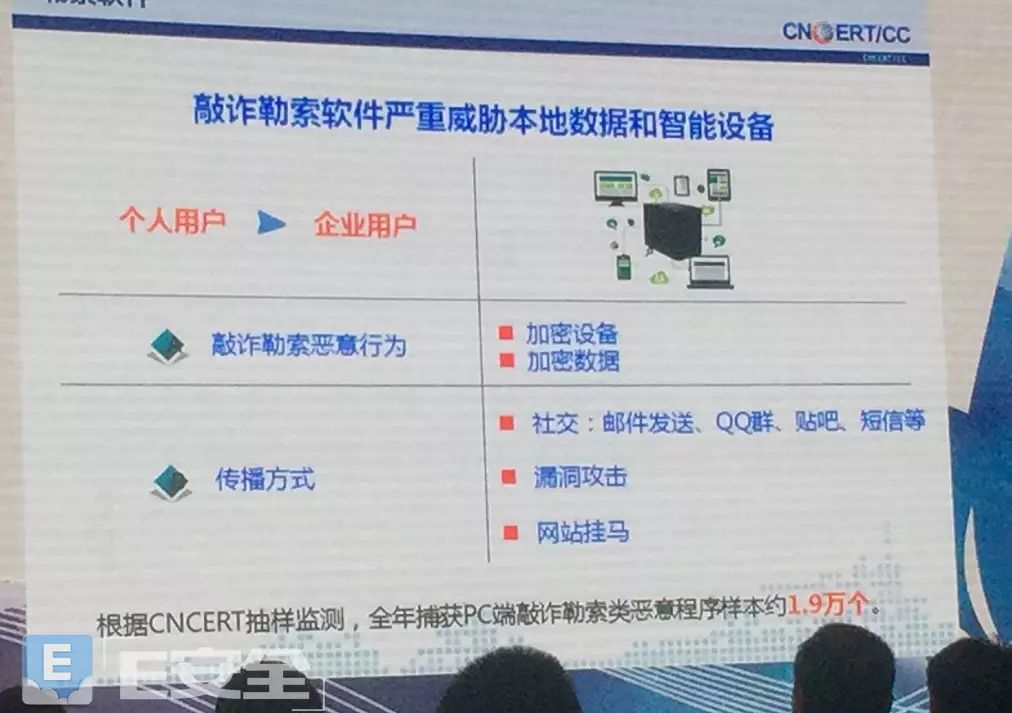 CNCERT/CC
敲诈勒索软件严重威胁本地数据和智能设备
个人用户 企业用户
敲诈勒索恶意行为
加密设备
加密数据
传播方式
社交：邮件发送、QQ群、贴吧、短信等
漏洞攻击
网站挂马
根据CNCERT抽样监测，全年捕获PC端敲诈勒索类恶意程序样本约1.9万个。
E
E安全